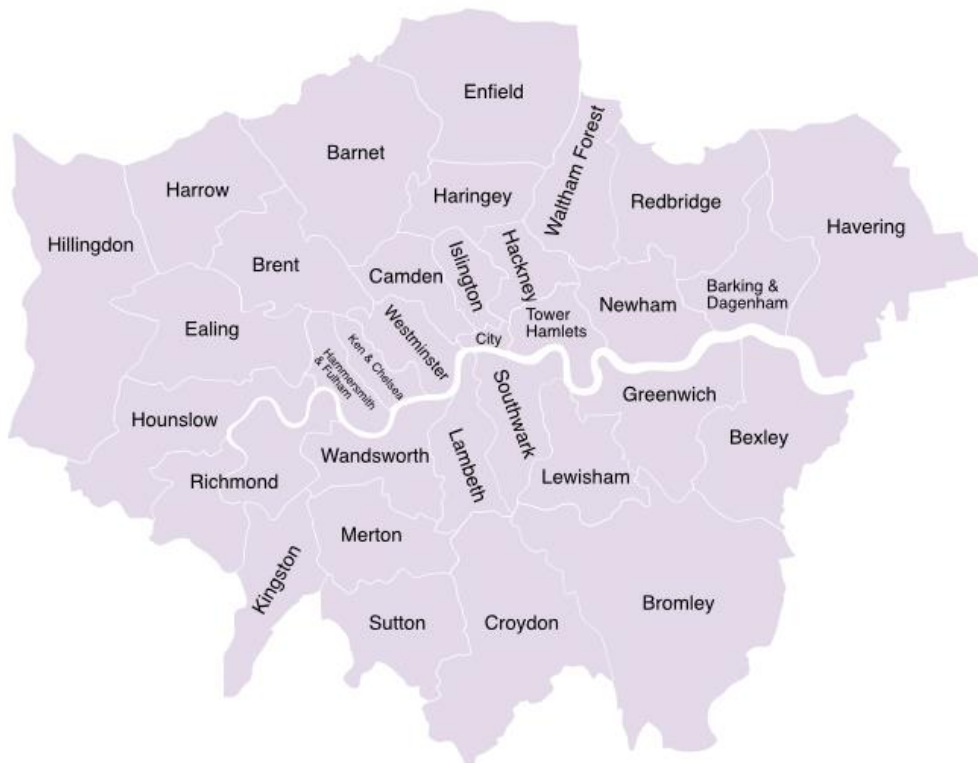 Enfield
Barnet
Waltham Forest
Harrow
Haringey
Redbridge
Havering
Hillingdon
Brent
Camden
Islington
Hackney
Newham
Barking &
Dagenham
Ealing
Westminster
City
Tower
Hamlets
Ken & Chelsea
Hammersmith
& Fulham
Greenwich
Hounslow
Southwark
Bexley
Wandsworth
Lambeth
Richmond
Lewisham
Merton
Kingston
Sutton
Croydon
Bromley